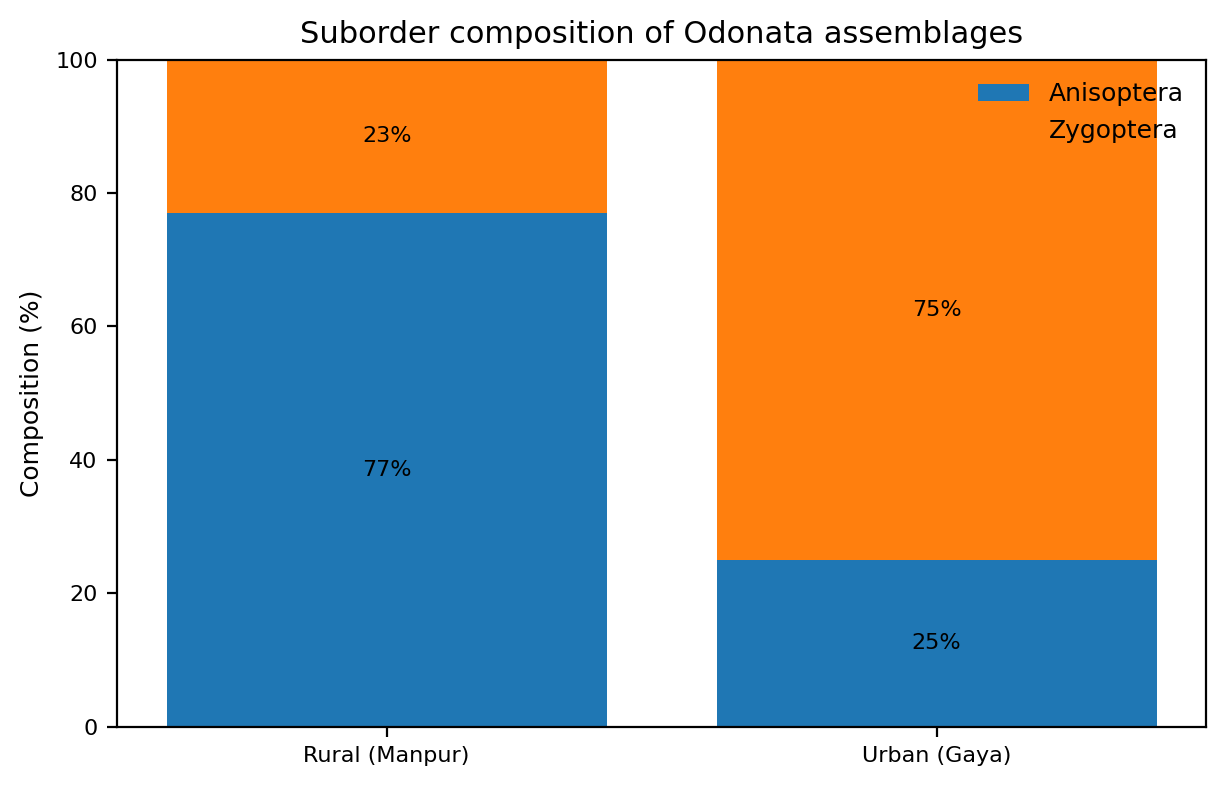 Suborder composition of Odonata assemblages
Anisoptera
Zygoptera
Composition (%)
100
80
60
40
20
0
23%
77%
75%
25%
Rural (Manpur)
Urban (Gaya)